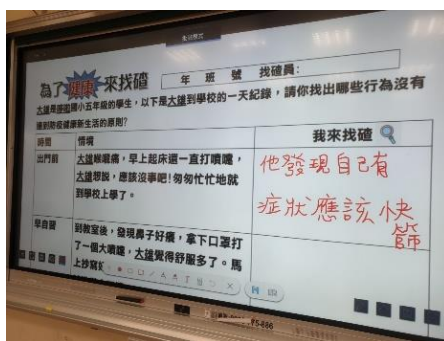 為了健康來找碴
年 班 號 找碴員:
大雄是國小五年級的學生，以下是大雄到學校的一天紀錄，請你找出哪些行為沒有
達到防疫健康新生活的原則?
時間
情境
我來找碴
出門前
大雄喉嚨痛，早上起床還一直打噴嚏，
大雄想說，應該沒事吧!匆匆忙忙地就
到學校上學了。
他發現自己有
症狀應該快
篩
早自習
到教室後，發現鼻子好癢，拿下口罩打
了一個大噴嚏，大雄覺得舒服多了。馬
上抄寫